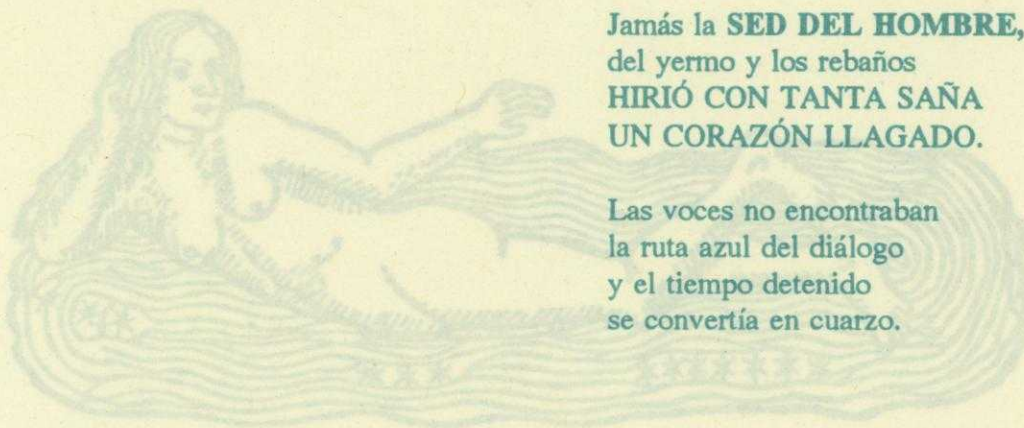 Jamás la SED DEL HOMBRE,
del yermo y los rebaños
HIRIÓ CON TANTA SAÑA
UN CORAZÓN LLAGADO.

Las voces no encontraban
la ruta azul del diálogo
y el tiempo detenido
se convertía en cuarzo.